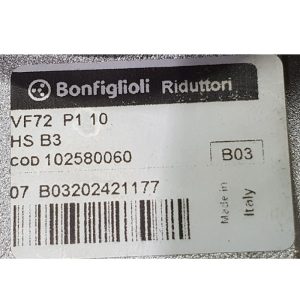 Bonfiglioli Riduttori
VF72 P1 10
HS B3
COD 102580060
B03
07 B03202421177
Made in
Italy